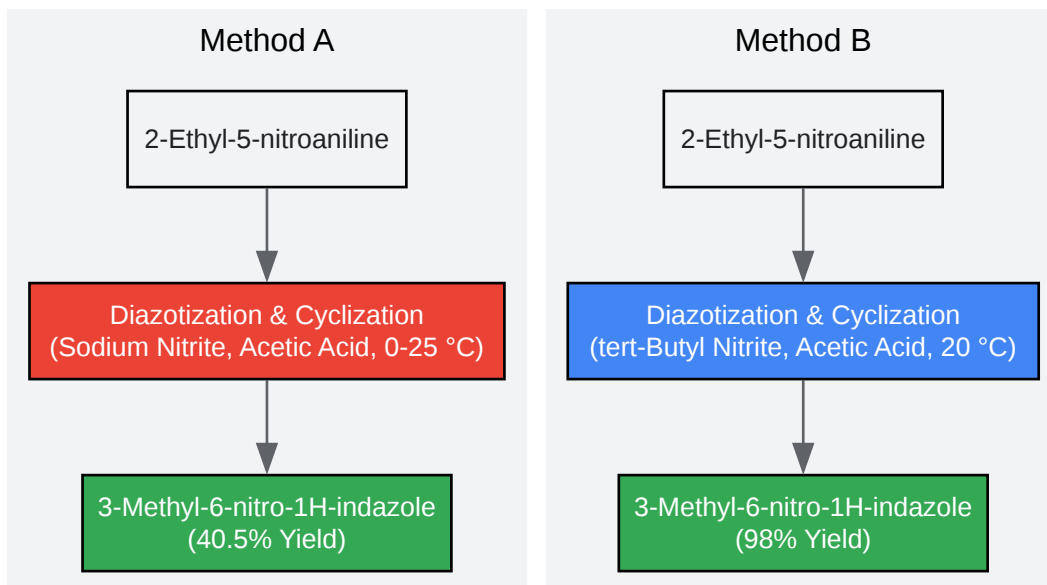 Method A
2-Ethyl-5-nitroaniline
Diazotization & Cyclization
(Sodium Nitrite, Acetic Acid, 0-25 °C)
3-Methyl-6-nitro-1H-indazole
(40.5% Yield)
Method B
2-Ethyl-5-nitroaniline
Diazotization & Cyclization
(tert-Butyl Nitrite, Acetic Acid, 20 °C)
3-Methyl-6-nitro-1H-indazole
(98% Yield)